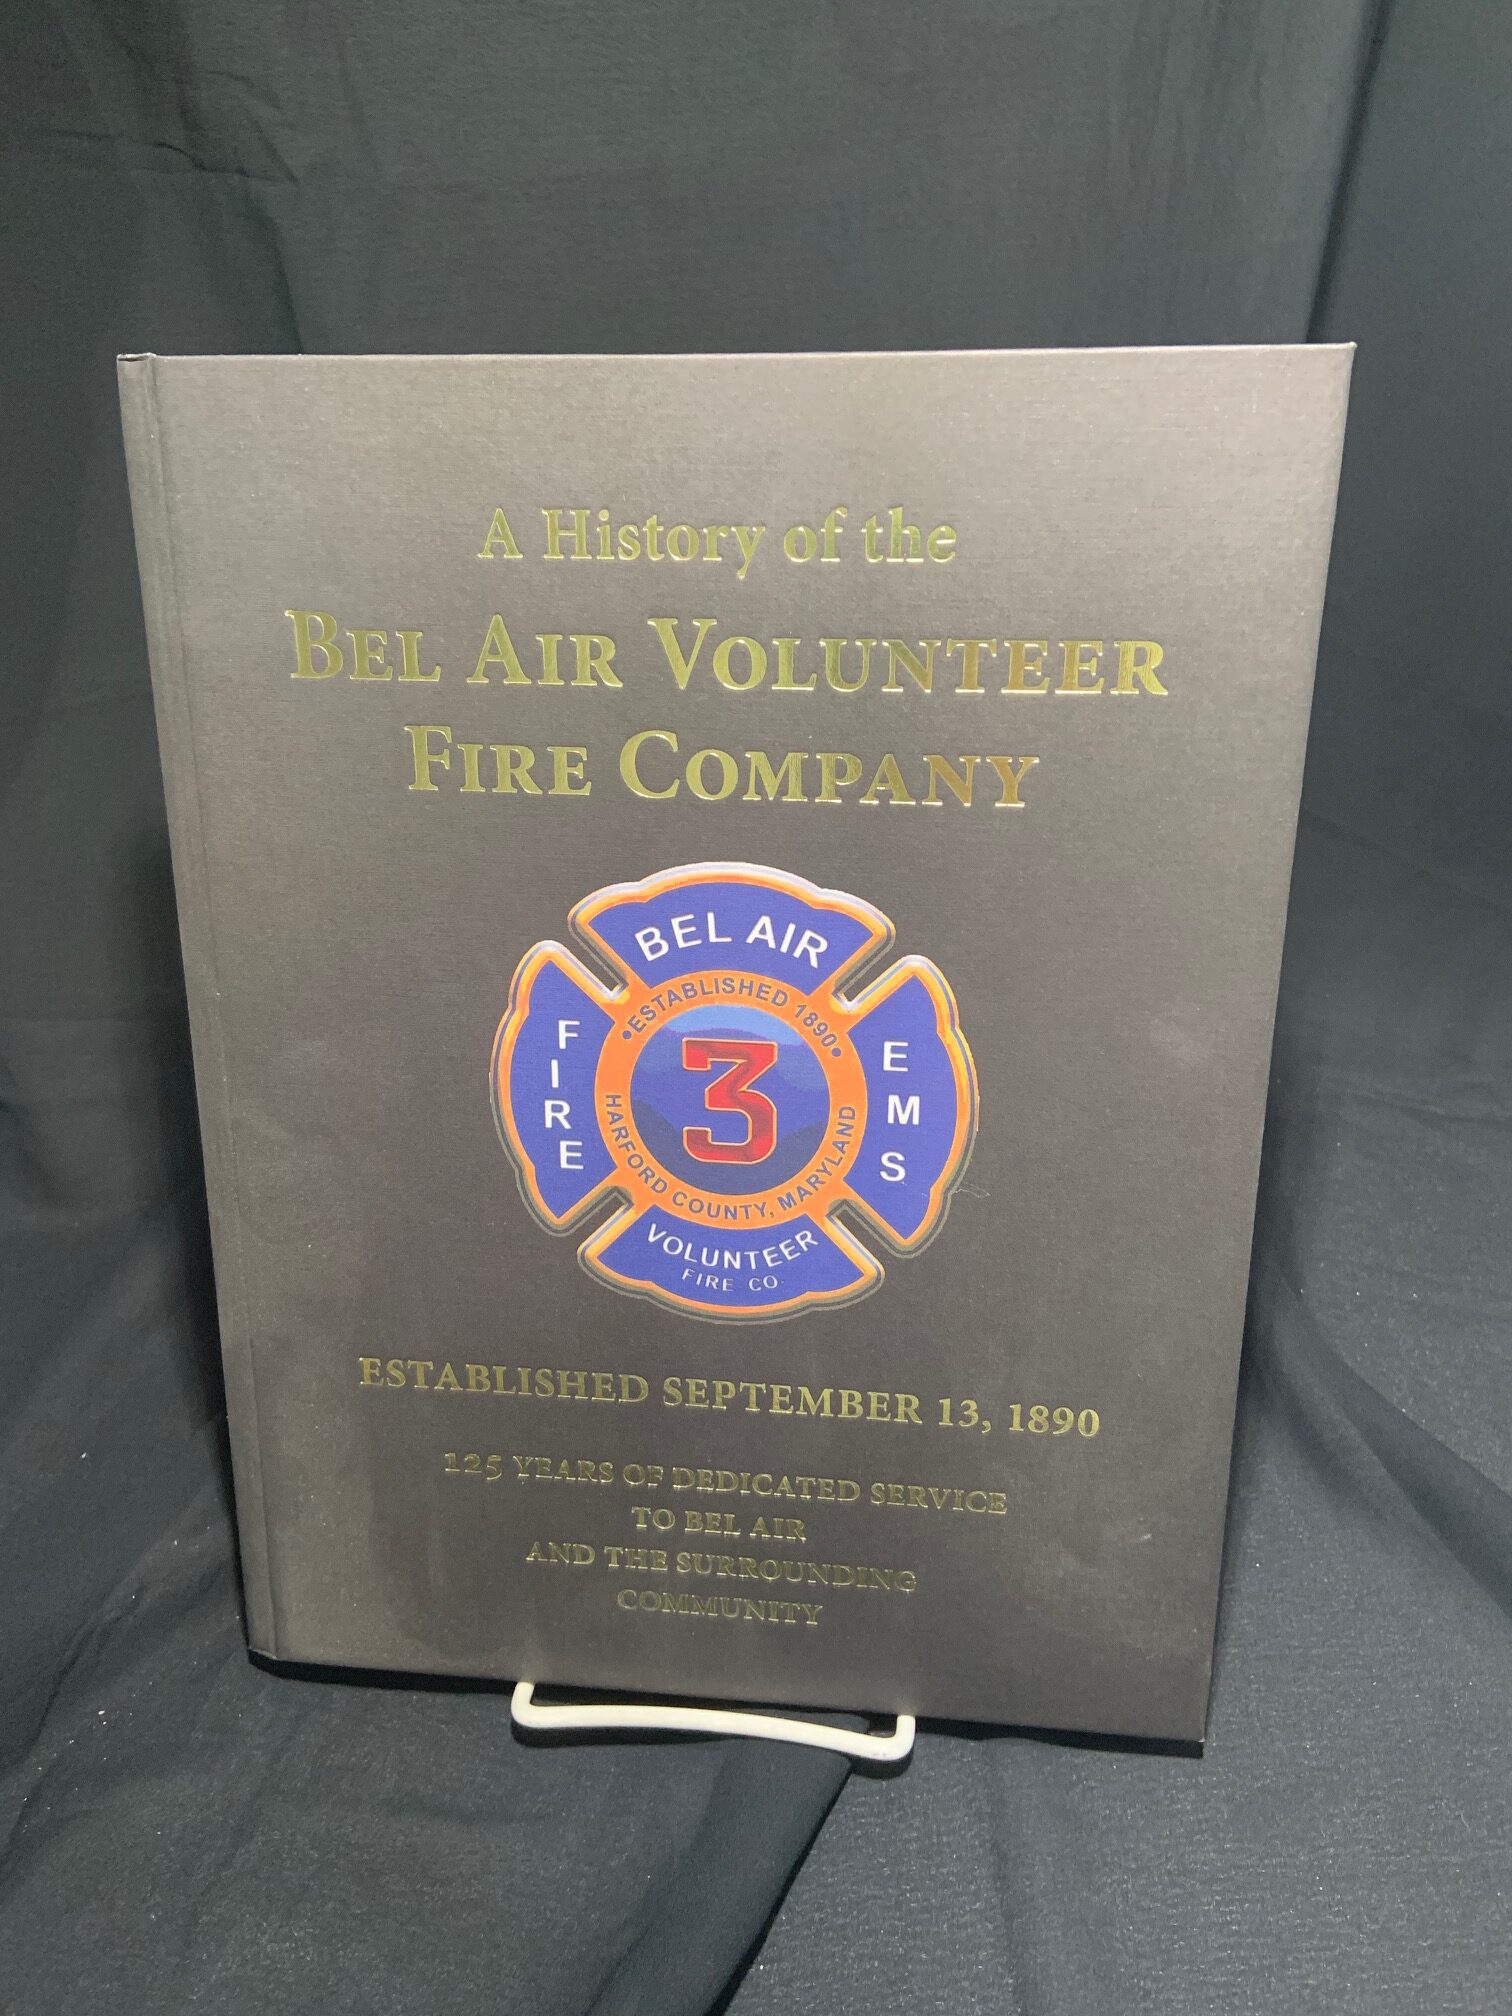 A History of the
BEL AIR VOLUNTEER
FIRE COMPANY
BEL AIR
•ESTABLISHED 1890•
FIRE
3
EMS
HARFORD COUNTY, MARYLAND
VOLUNTEER
FIRE CO.
ESTABLISHED SEPTEMBER 13, 1890
125 YEARS OF DEDICATED SERVICE
TO BEL AIR
AND THE SURROUNDING
COMMUNITY